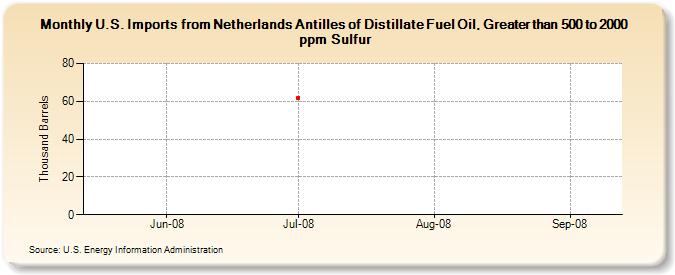 Monthly U.S. Imports from Netherlands Antilles of Distillate Fuel Oil, Greater than 500 to 2000
ppm Sulfur
Thousand Barrels
80
60
40
20
0
Jun-08
Jul-08
Aug-08
Sep-08
Source: U.S. Energy Information Administration